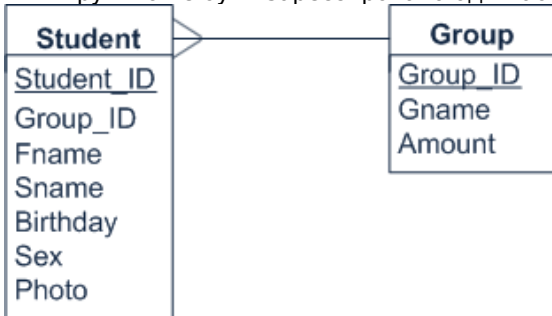 Student
Student_ID
Group_ID
Fname
Sname
Birthday
Sex
Photo
Group
Group_ID
Gname
Amount